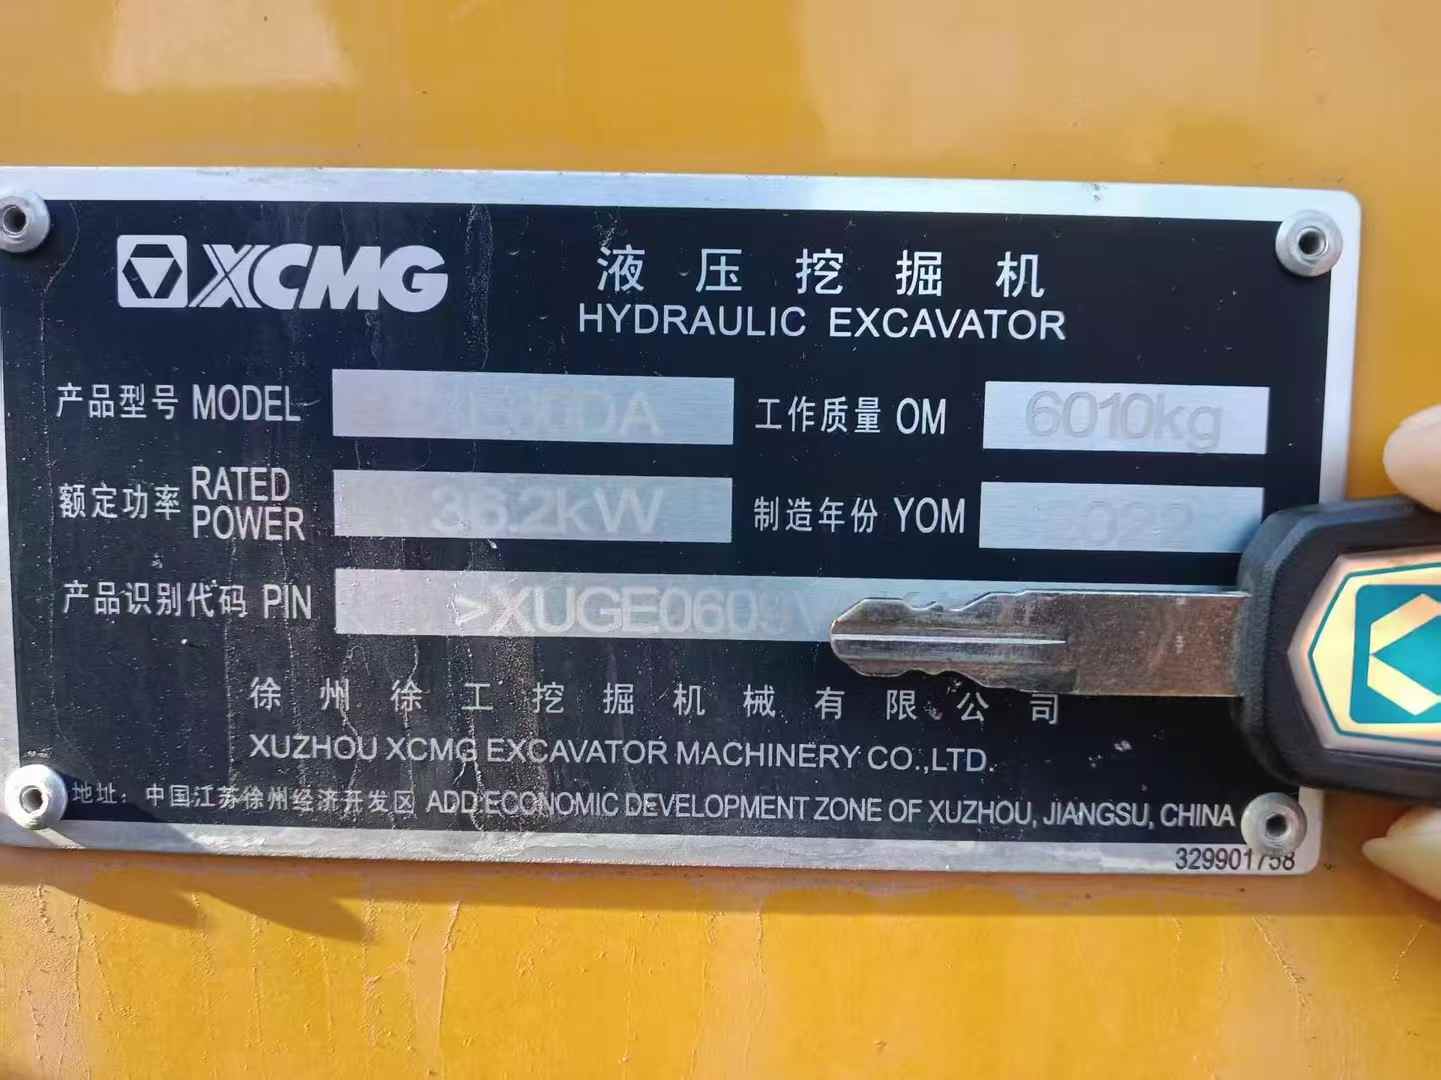 XCMG
液压挖掘机
HYDRAULIC EXCAVATOR
产品型号 MODEL
工作质量 OM 6010kg
额定功率 RATED POWER
制造年份 YOM
产品识别代码 PIN >XUGE060
徐州徐工挖掘机械有限公司
XUZHOU XCMG EXCAVATOR MACHINERY CO.,LTD.
地址：中国江苏徐州经济开发区 ADD:ECONOMIC DEVELOPMENT ZONE OF XUZHOU, JIANGSU, CHINA
329901758